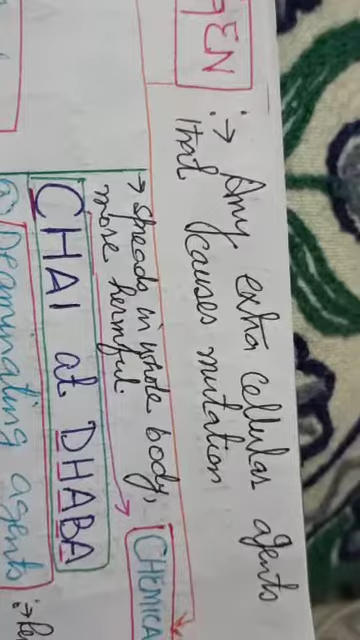 GEN
:→ Any extra cellular agents
that causes mutation
CHEMICA
→ Spreads in whole body,
more harmful.
CHAI at DHABA
a) Deaminating agents :→